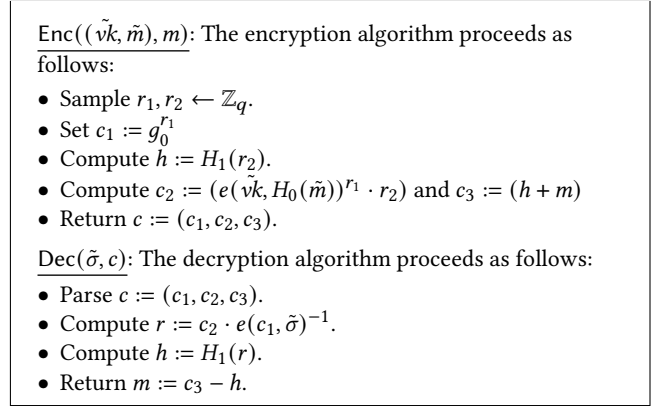 Enc((ṽk, m̃), m): The encryption algorithm proceeds as
follows:
• Sample r₁, r₂ ← ℤ_q.
• Set c₁ := g₀^{r₁}
• Compute h := H₁(r₂).
• Compute c₂ := (e(ṽk, H₀(m̃))^{r₁} · r₂) and c₃ := (h + m)
• Return c := (c₁, c₂, c₃).
Dec(σ̃, c): The decryption algorithm proceeds as follows:
• Parse c := (c₁, c₂, c₃).
• Compute r := c₂ · e(c₁, σ̃)⁻¹.
• Compute h := H₁(r).
• Return m := c₃ − h.